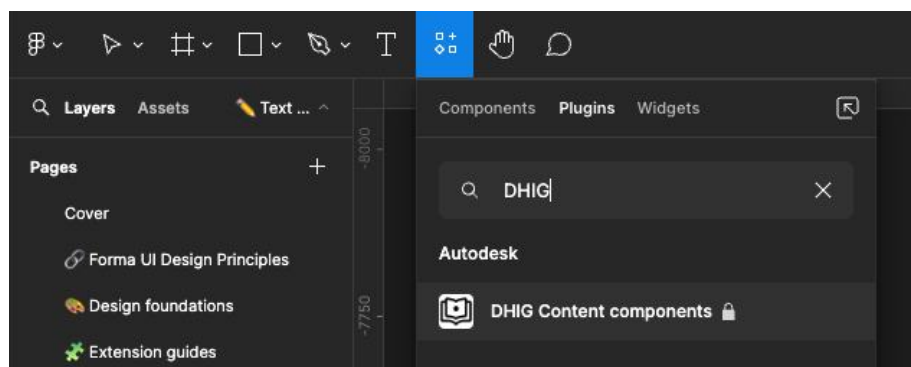 T
Layers Assets ✏️ Text ...
Components Plugins Widgets
-8000
Pages
DHIG
Cover
🔗 Forma UI Design Principles
Autodesk
🎨 Design foundations
-7750
DHIG Content components 🔒
🧩 Extension guides